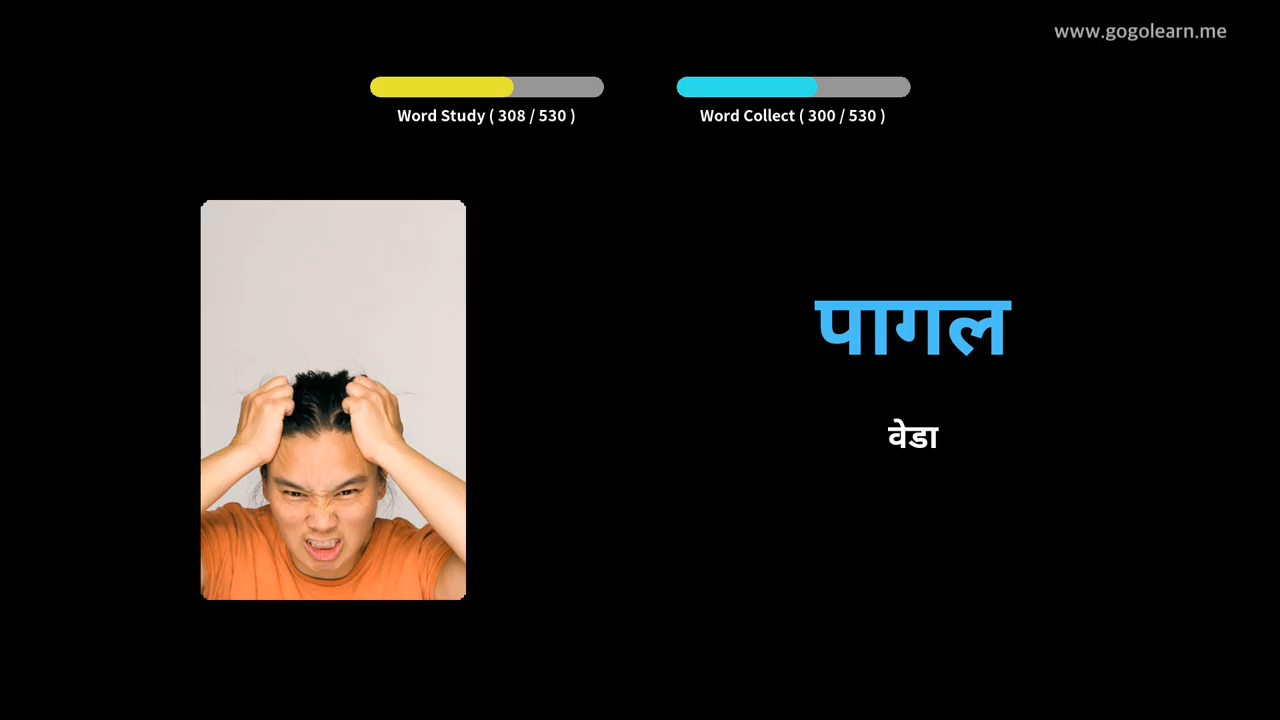 www.gogolearn.me
Word Study ( 308 / 530 )
Word Collect ( 300 / 530 )
पागल
वेडा